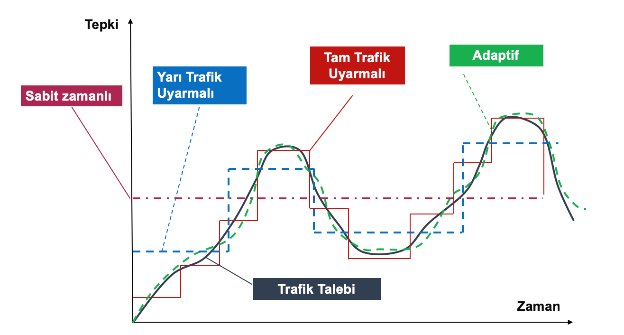 Tepki
Tam Trafik
Uyarmalı
Adaptif
Yarı Trafik
Uyarmalı
Sabit zamanlı
Trafik Talebi
Zaman